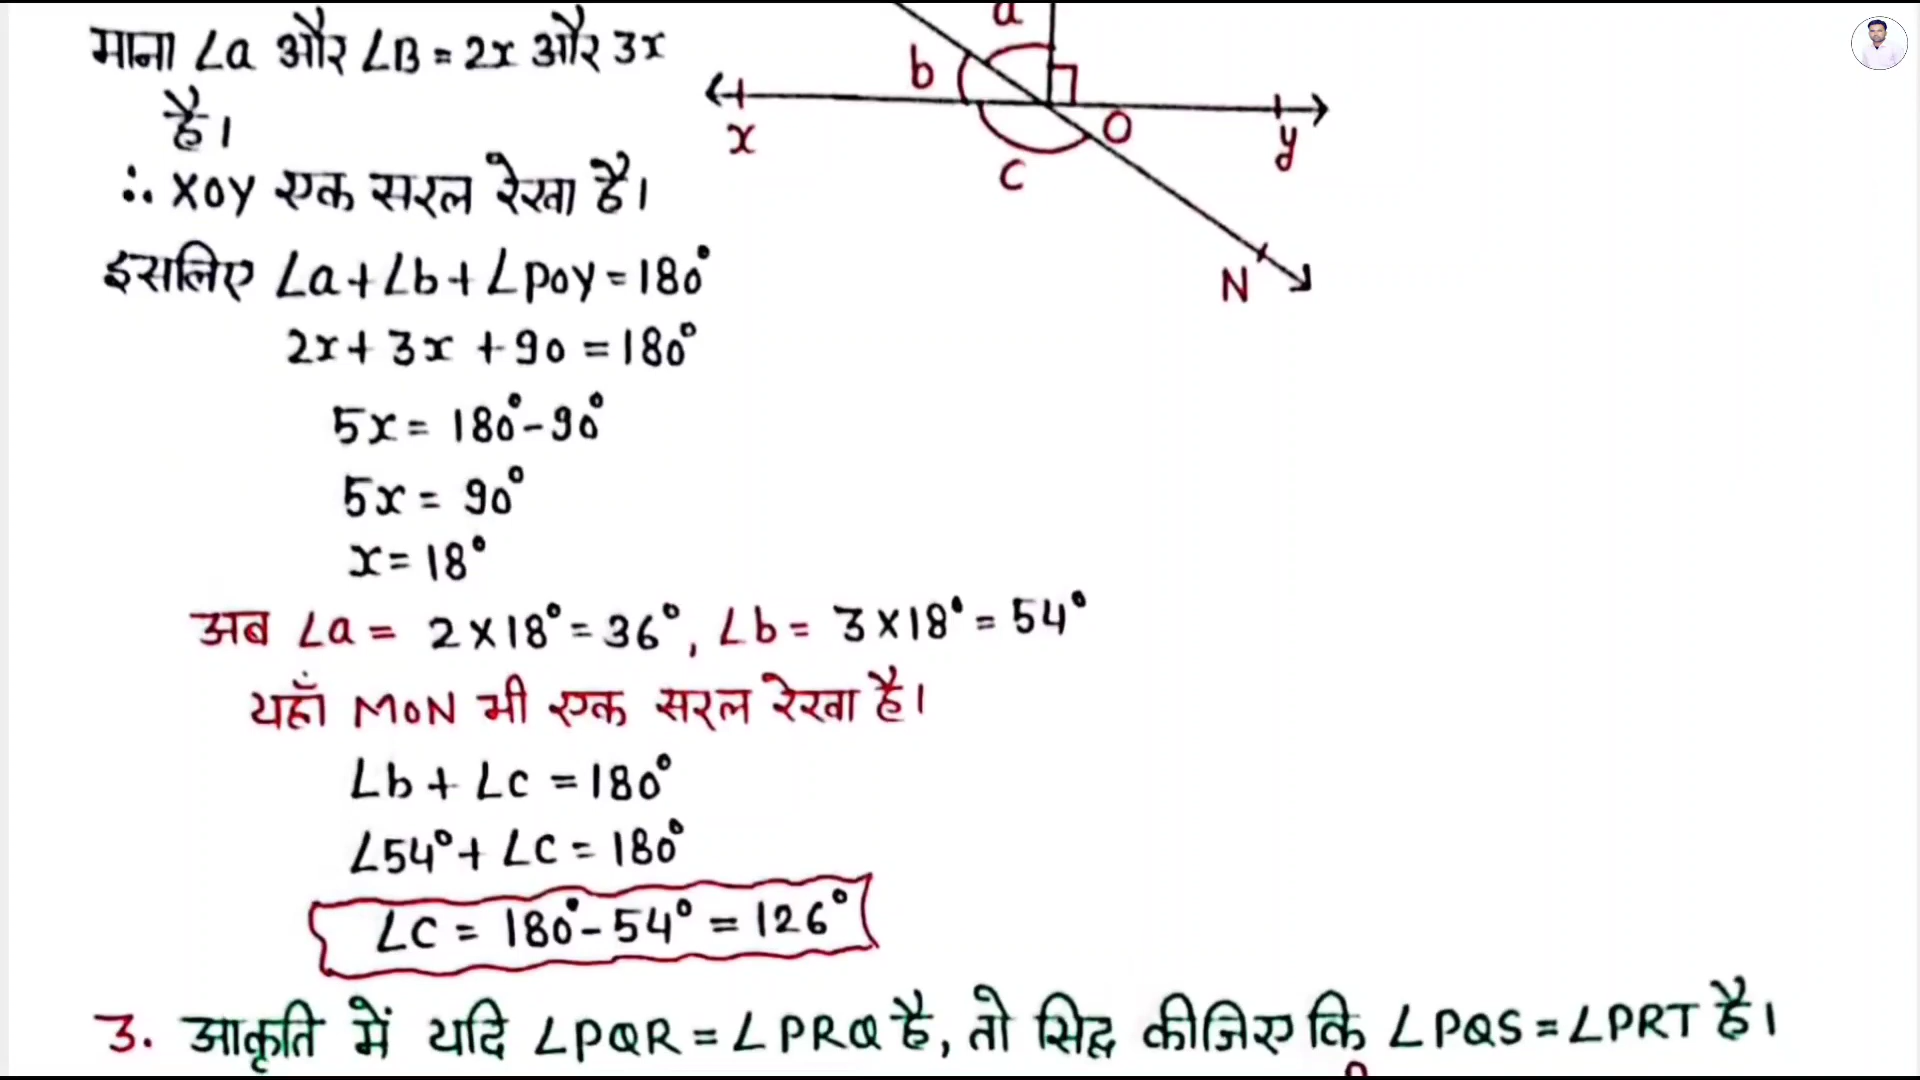 माना ∠a और ∠B = 2x और 3x
है।
∴ XOY एक सरल रेखा है।
इसलिए ∠a + ∠b + ∠POY = 180°
2x + 3x + 90 = 180°
5x = 180° - 90°
5x = 90°
x = 18°
अब ∠a = 2 × 18° = 36°, ∠b = 3 × 18° = 54°
यहाँ MON भी एक सरल रेखा है।
∠b + ∠c = 180°
∠54° + ∠C = 180°
∠C = 180° - 54° = 126°
a
b
x
O
y
C
N
3. आकृति में यदि ∠PQR = ∠PRQ है, तो सिद्ध कीजिए कि ∠PQS = ∠PRT है।